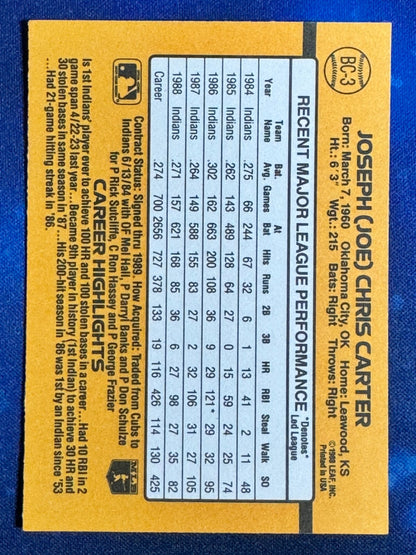 BC-3
JOSEPH (JOE) CHRIS CARTER
Born: March 7, 1960 Oklahoma City, OK Home: Leawood, KS
Ht.: 6' 3" Wgt.: 215 Bats: Right Throws: Right
©1988 LEAF, INC.
Printed in USA
RECENT MAJOR LEAGUE PERFORMANCE
*Denotes
Led League
Year Team Name Bat. Avg. Games At Bat Hits Runs 2B 3B HR RBI Steal Walk SO
1984 Indians .275 66 244 67 32 6 1 13 41 2 11 48
1985 Indians .262 143 489 128 64 27 0 15 59 24 25 74
1986 Indians .302 162 663 200 108 36 9 29 121* 29 32 95
1987 Indians .264 149 588 155 83 27 2 32 106 31 27 105
1988 Indians .271 157 621 168 85 36 6 27 98 27 35 82
Career .274 700 2656 727 378 133 19 116 426 114 130 425
Contract Status: Signed thru 1989. How Acquired: Traded from Cubs to
Indians 6/13/84 with OF Mel Hall, P Darryl Banks and P Don Schulze
for P Rick Sutcliffe, C Ron Hassey and P George Frazier
MLB
CAREER HIGHLIGHTS
Is 1st Indians' player ever to achieve 100 HR and 100 stolen bases in a career... Had 10 RBI in 2
game span 4/22-23 last year... Became 9th player in history (1st Indian) to achieve 30 HR and
30 stolen bases in same season in '87... His 200-hit season in '86 was 1st by an Indian since '53
...Had 21-game hitting streak in '86.